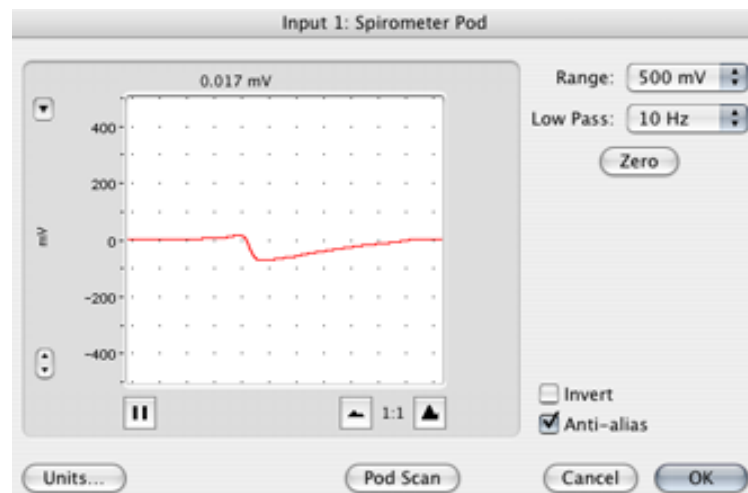 Input 1: Spirometer Pod
0.017 mV
Range: 500 mV
Low Pass: 10 Hz
Zero
400
200
mV
0
-200
-400
1:1
Invert
Anti-alias
Units...
Pod Scan
Cancel
OK